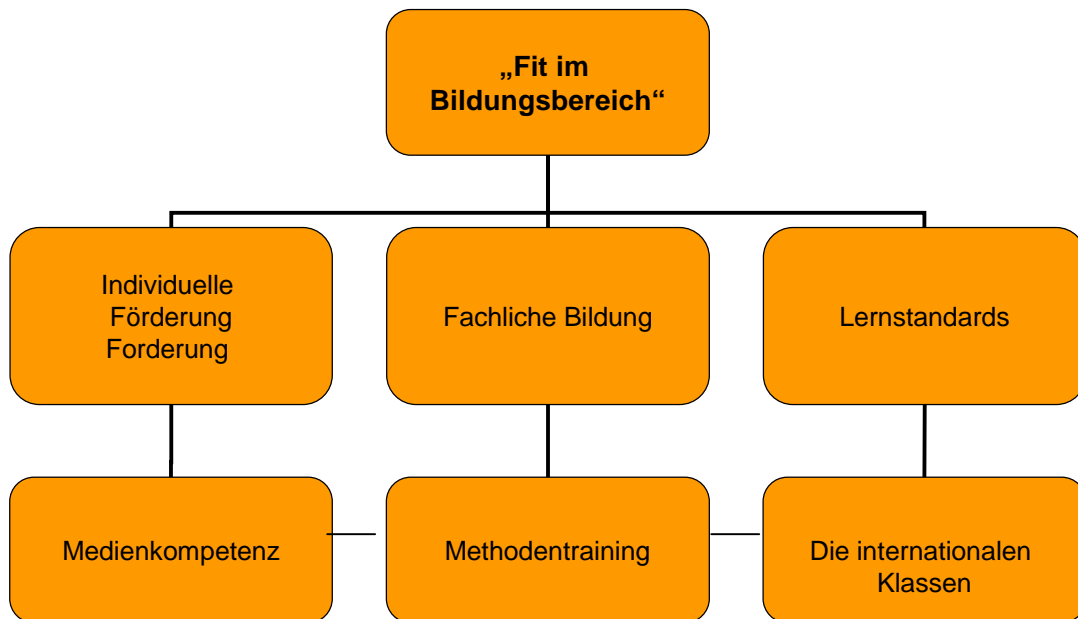 „Fit im
Bildungsbereich“
Individuelle
Förderung
Forderung
Fachliche Bildung
Lernstandards
Medienkompetenz
Methodentraining
Die internationalen
Klassen